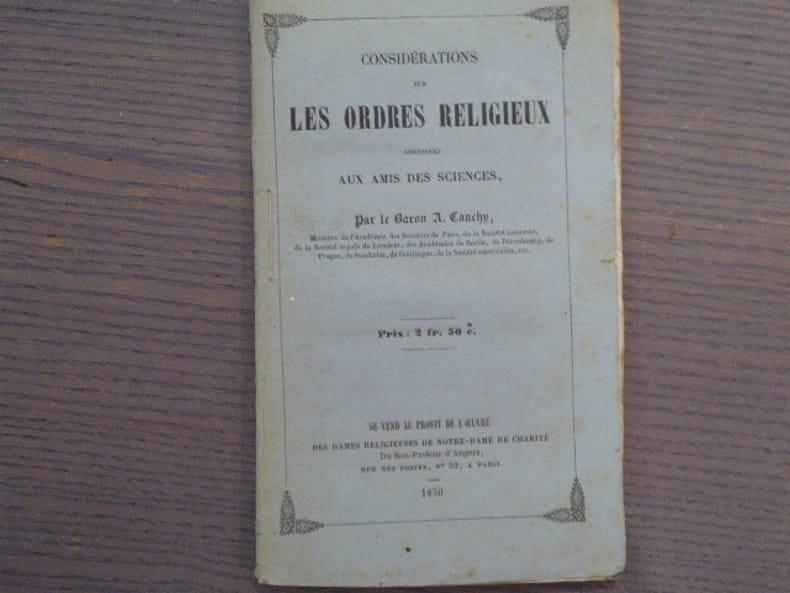 CONSIDÉRATIONS
SUR
LES ORDRES RELIGIEUX
ADRESSÉES
AUX AMIS DES SCIENCES,
Par le Baron A. Cauchy,
Membre de l'Académie des Sciences de Paris, de la Société italienne,
de la Société royale de Londres, des Académies de Berlin, de Pétersbourg, de
Prague, de Stockolm, de Goettingue, de la Société américaine, etc.
Prix : 2 fr. 50 c.
SE VEND AU PROFIT DE L'ŒUVRE
DES DAMES RELIGIEUSES DE NOTRE-DAME DE CHARITÉ
Du Bon-Pasteur d'Angers,
RUE DES POSTES, N° 52, A PARIS.
1850